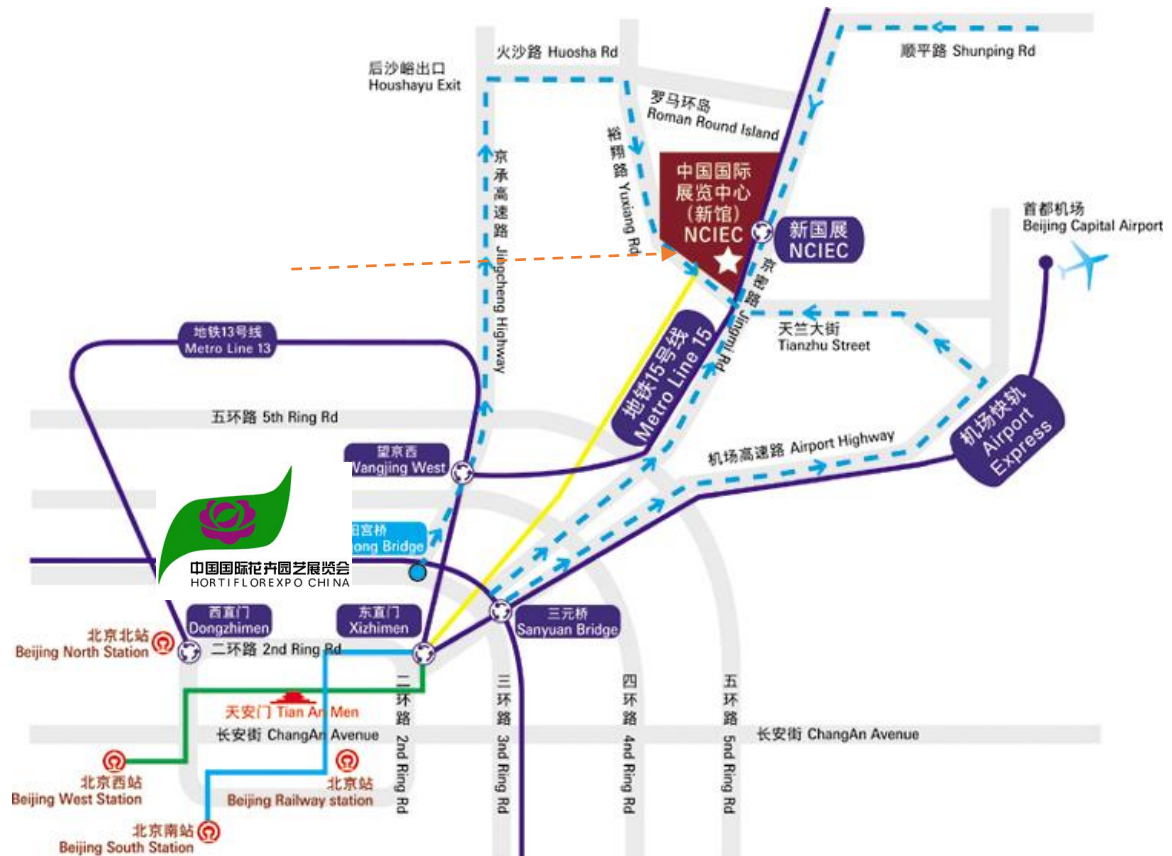 火沙路 Huosha Rd
顺平路 Shunping Rd
后沙峪出口
Houshayu Exit
罗马环岛
Roman Round Island
裕翔路 Yuxiang Rd
京承高速路 Jingcheng Highway
中国国际
展览中心
(新馆)
NCIEC
新国展
NCIEC
首都机场
Beijing Capital Airport
京密路 Jingmi Rd
天竺大街
Tianzhu Street
地铁13号线
Metro Line 13
地铁15号线
Metro Line 15
五环路 5th Ring Rd
机场高速路 Airport Highway
机场快轨
Airport
Express
望京西
Wangjing West
宫桥
ong Bridge
中国国际花卉园艺展览会
HORTIFLOREXPO CHINA
西直门
Dongzhimen
东直门
Xizhimen
三元桥
Sanyuan Bridge
北京北站
Beijing North Station
二环路 2nd Ring Rd
天安门 Tian An Men
长安街 ChangAn Avenue
长安街 ChangAn Avenue
二环路 2nd Ring Rd
三环路 3nd Ring Rd
四环路 4nd Ring Rd
五环路 5nd Ring Rd
北京西站
Beijing West Station
北京站
Beijing Railway station
北京南站
Beijing South Station